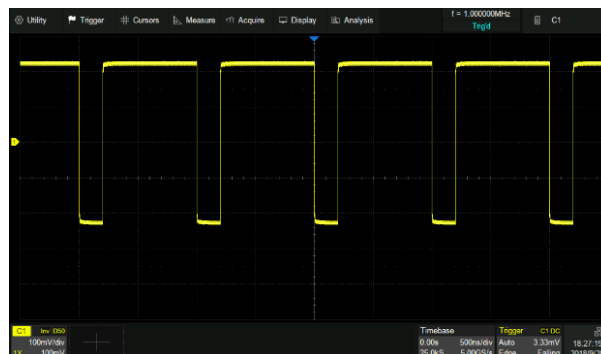 Utility Trigger Cursors Measure Acquire Display Analysis f = 1.000000MHz C1
Trig'd
C1 Inv D50 Timebase Trigger C1 DC
100mV/div 0.00s 500ns/div Auto 3.33mV 18:27:15
1X 100mV 25.0kS 5.00GS/s Edge Falling